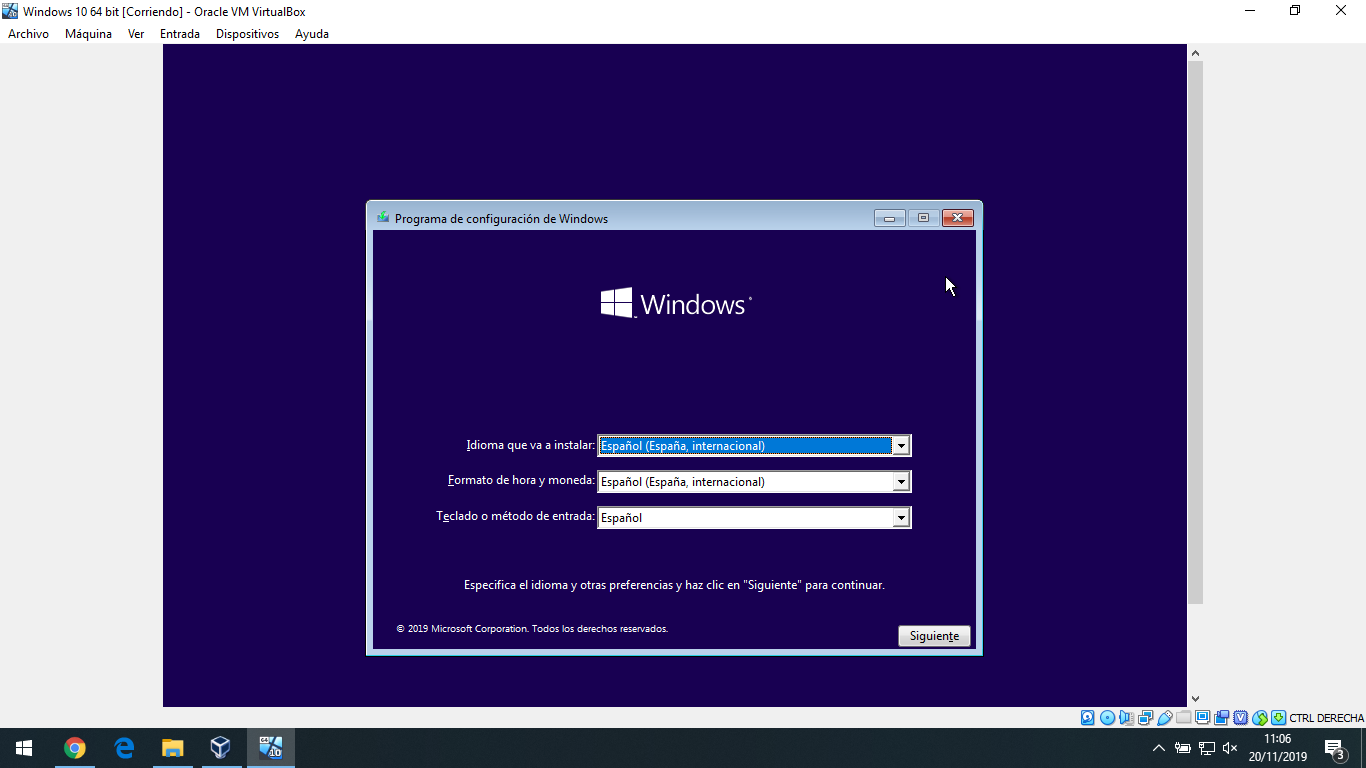 Windows 10 64 bit [Corriendo] - Oracle VM VirtualBox
Archivo Máquina Ver Entrada Dispositivos Ayuda
Programa de configuración de Windows
Windows
Idioma que va a instalar: Español (España, internacional)
Formato de hora y moneda: Español (España, internacional)
Teclado o método de entrada: Español
Especifica el idioma y otras preferencias y haz clic en "Siguiente" para continuar.
© 2019 Microsoft Corporation. Todos los derechos reservados.
Siguiente
CTRL DERECHA
11:06
20/11/2019
3